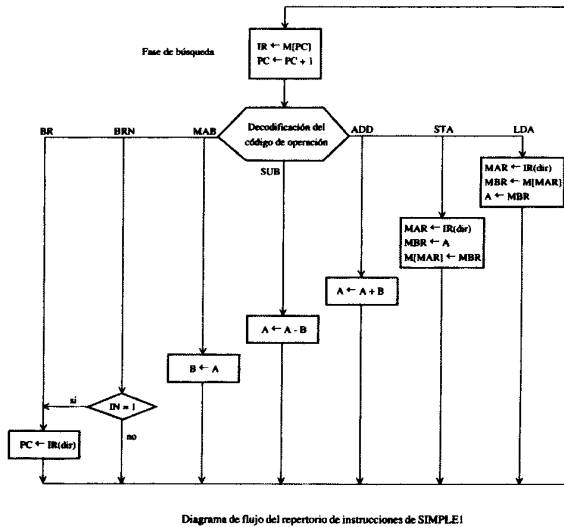 Fase de búsqueda
IR ← M[PC]
PC ← PC + 1
Decodificación del
código de operación
BR
BRN
MAB
SUB
ADD
STA
LDA
MAR ← IR(dir)
MBR ← M[MAR]
A ← MBR
MAR ← IR(dir)
MBR ← A
M[MAR] ← MBR
A ← A + B
A ← A - B
B ← A
si
IN = 1
no
PC ← IR(dir)
Diagrama de flujo del repertorio de instrucciones de SIMPLE1